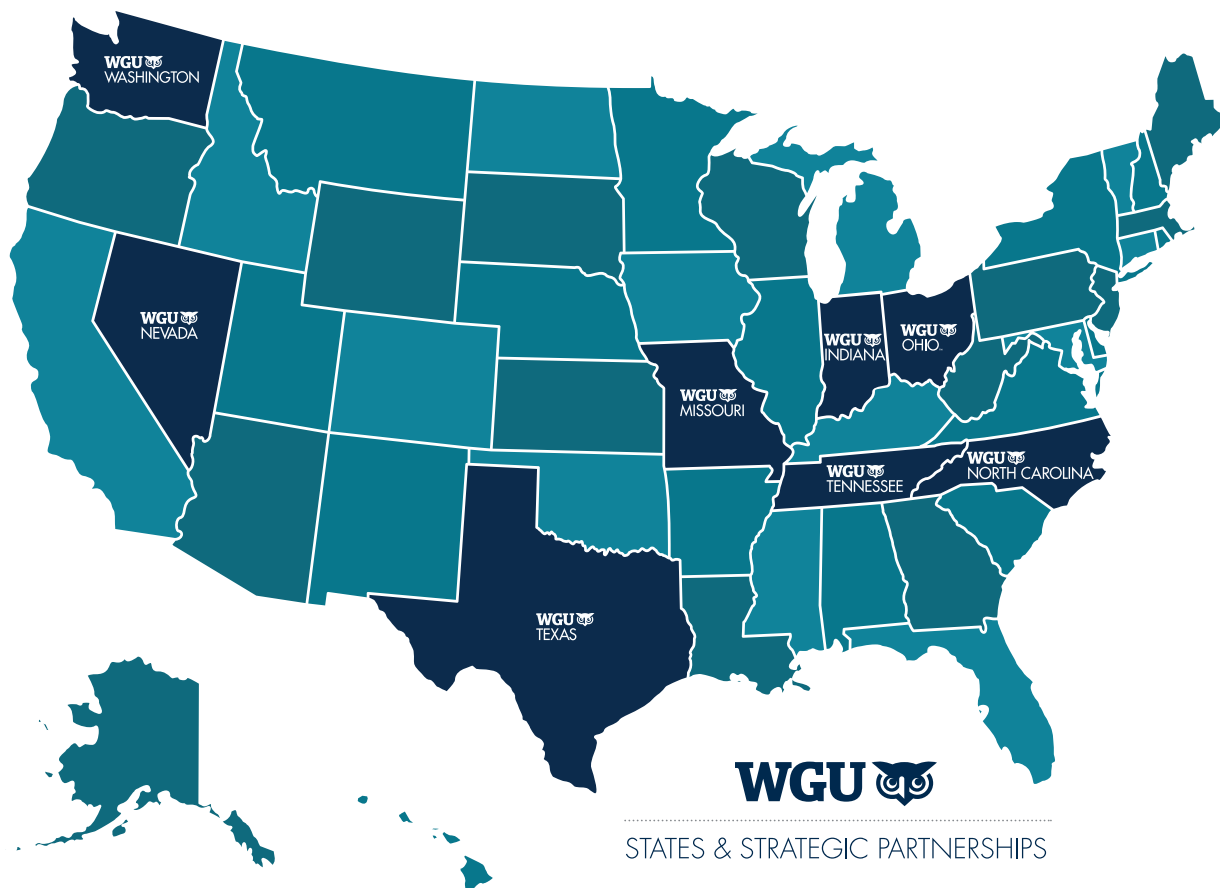 WGU
WASHINGTON
WGU
NEVADA
WGU
INDIANA
WGU
OHIO™
WGU
MISSOURI
WGU
TENNESSEE
WGU
NORTH CAROLINA
WGU
TEXAS
WGU
STATES & STRATEGIC PARTNERSHIPS